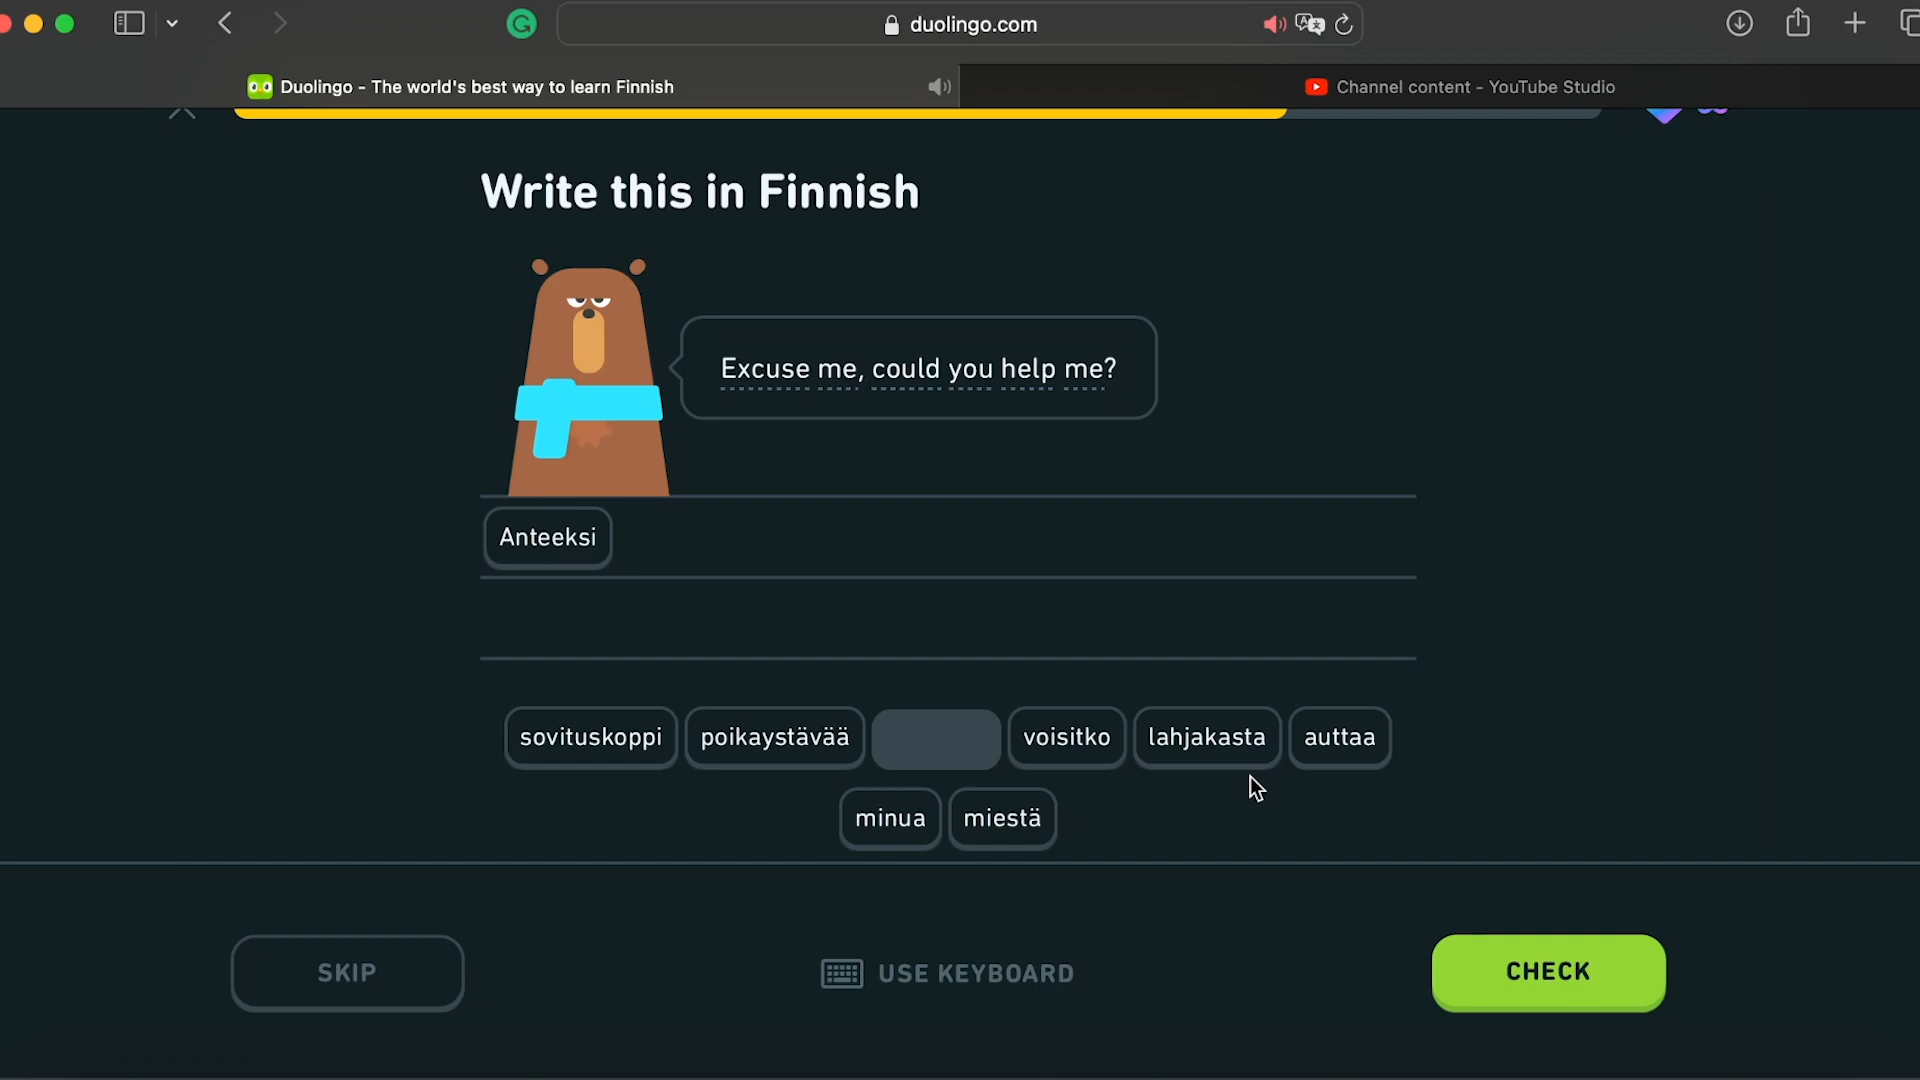 duolingo.com
Duolingo - The world's best way to learn Finnish
Channel content - YouTube Studio
Write this in Finnish
Excuse me, could you help me?
Anteeksi
sovituskoppi poikaystävää voisitko lahjakasta auttaa
minua miestä
SKIP USE KEYBOARD CHECK